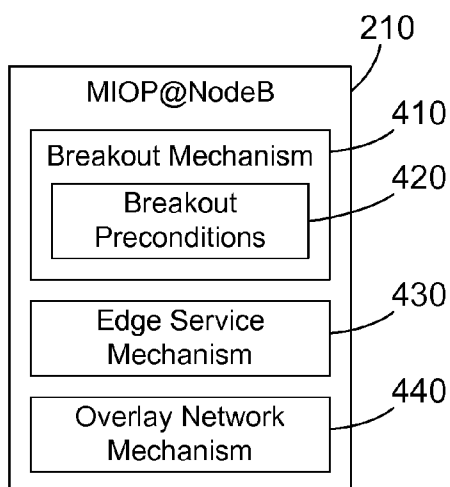 210
MIOP@NodeB
410
Breakout Mechanism
420
Breakout
Preconditions
430
Edge Service
Mechanism
440
Overlay Network
Mechanism